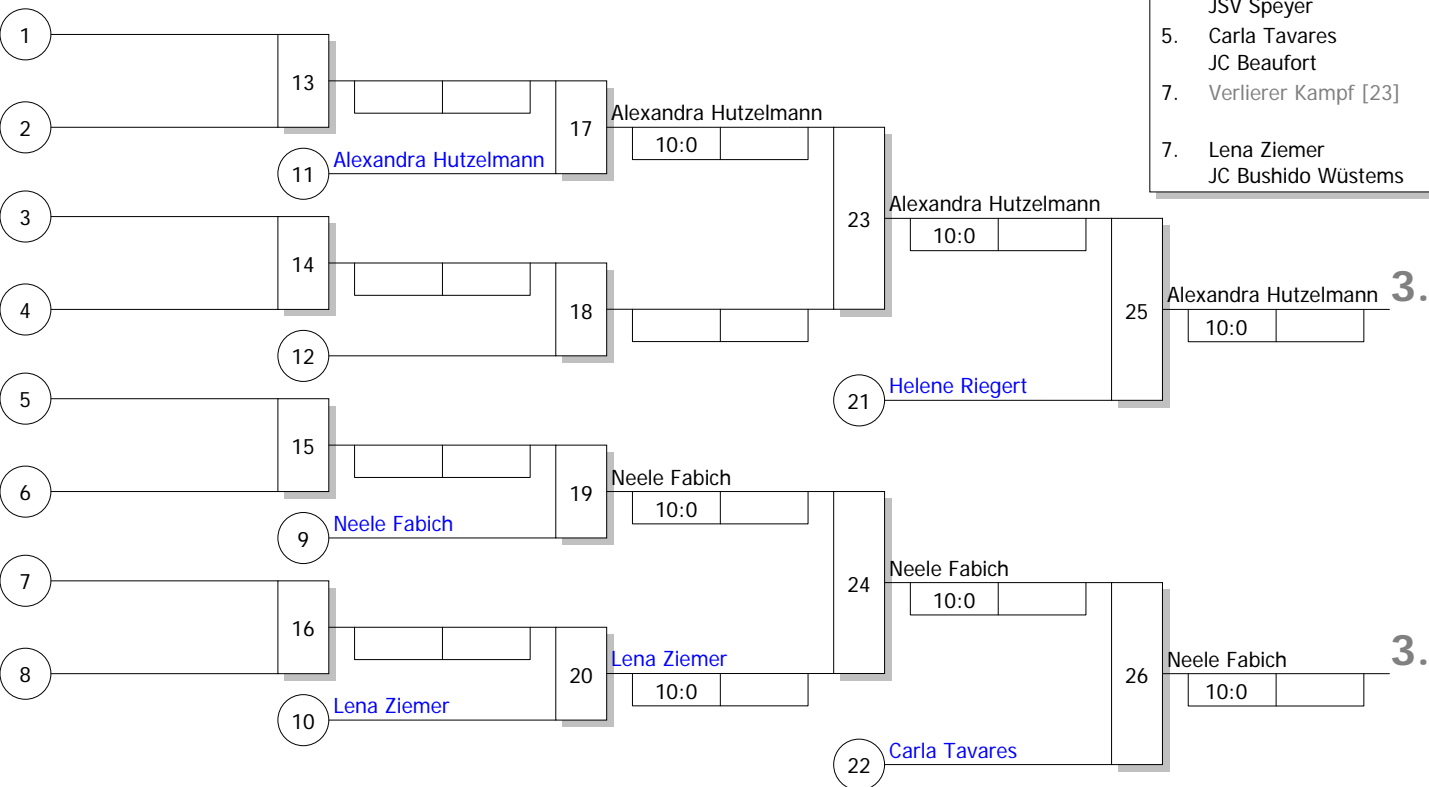 JSV Speyer
5. Carla Tavares
JC Beaufort
7. Verlierer Kampf [23]
7. Lena Ziemer
JC Bushido Wüstems
1
13
2
17
Alexandra Hutzelmann
10:0
11
Alexandra Hutzelmann
3
14
4
18
12
23
Alexandra Hutzelmann
10:0
25
Alexandra Hutzelmann
3.
10:0
21
Helene Riegert
5
15
6
19
Neele Fabich
10:0
9
Neele Fabich
7
16
8
20
Lena Ziemer
10:0
10
Lena Ziemer
24
Neele Fabich
10:0
26
Neele Fabich
3.
10:0
22
Carla Tavares